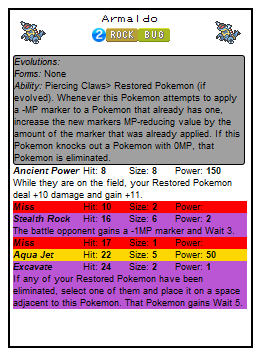 Armaldo
2 ROCK BUG
Evolutions:
Forms: None
Ability: Piercing Claws> Restored Pokemon (if
evolved). Whenever this Pokemon attempts to apply
a -MP marker to a Pokemon that already has one,
increase the new markers MP-reducing value by the
amount of the marker that was already applied. If this
Pokemon knocks out a Pokemon with 0MP, that
Pokemon is eliminated.
Ancient Power Hit: 8 Size: 8 Power: 150
While they are on the field, your Restored Pokemon
deal +10 damage and gain +11.
Miss Hit: 10 Size: 2 Power:
Stealth Rock Hit: 16 Size: 6 Power: 2
The battle opponent gains a -1MP marker and Wait 3.
Miss Hit: 17 Size: 1 Power:
Aqua Jet Hit: 22 Size: 5 Power: 50
Excavate Hit: 24 Size: 2 Power: 1
If any of your Restored Pokemon have been
eliminated, select one of them and place it on a space
adjacent to this Pokemon. That Pokemon gains Wait 5.